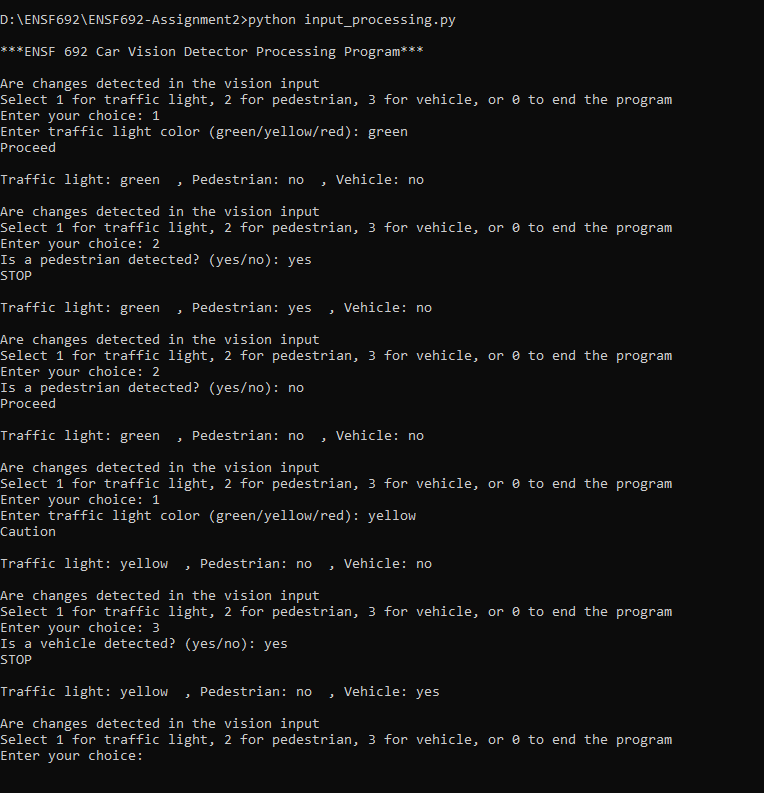 D:\ENSF692\ENSF692-Assignment2>python input_processing.py
***ENSF 692 Car Vision Detector Processing Program***
Are changes detected in the vision input
Select 1 for traffic light, 2 for pedestrian, 3 for vehicle, or 0 to end the program
Enter your choice: 1
Enter traffic light color (green/yellow/red): green
Proceed
Traffic light: green  , Pedestrian: no  , Vehicle: no
Are changes detected in the vision input
Select 1 for traffic light, 2 for pedestrian, 3 for vehicle, or 0 to end the program
Enter your choice: 2
Is a pedestrian detected? (yes/no): yes
STOP
Traffic light: green  , Pedestrian: yes  , Vehicle: no
Are changes detected in the vision input
Select 1 for traffic light, 2 for pedestrian, 3 for vehicle, or 0 to end the program
Enter your choice: 2
Is a pedestrian detected? (yes/no): no
Proceed
Traffic light: green  , Pedestrian: no  , Vehicle: no
Are changes detected in the vision input
Select 1 for traffic light, 2 for pedestrian, 3 for vehicle, or 0 to end the program
Enter your choice: 1
Enter traffic light color (green/yellow/red): yellow
Caution
Traffic light: yellow  , Pedestrian: no  , Vehicle: no
Are changes detected in the vision input
Select 1 for traffic light, 2 for pedestrian, 3 for vehicle, or 0 to end the program
Enter your choice: 3
Is a vehicle detected? (yes/no): yes
STOP
Traffic light: yellow  , Pedestrian: no  , Vehicle: yes
Are changes detected in the vision input
Select 1 for traffic light, 2 for pedestrian, 3 for vehicle, or 0 to end the program
Enter your choice: